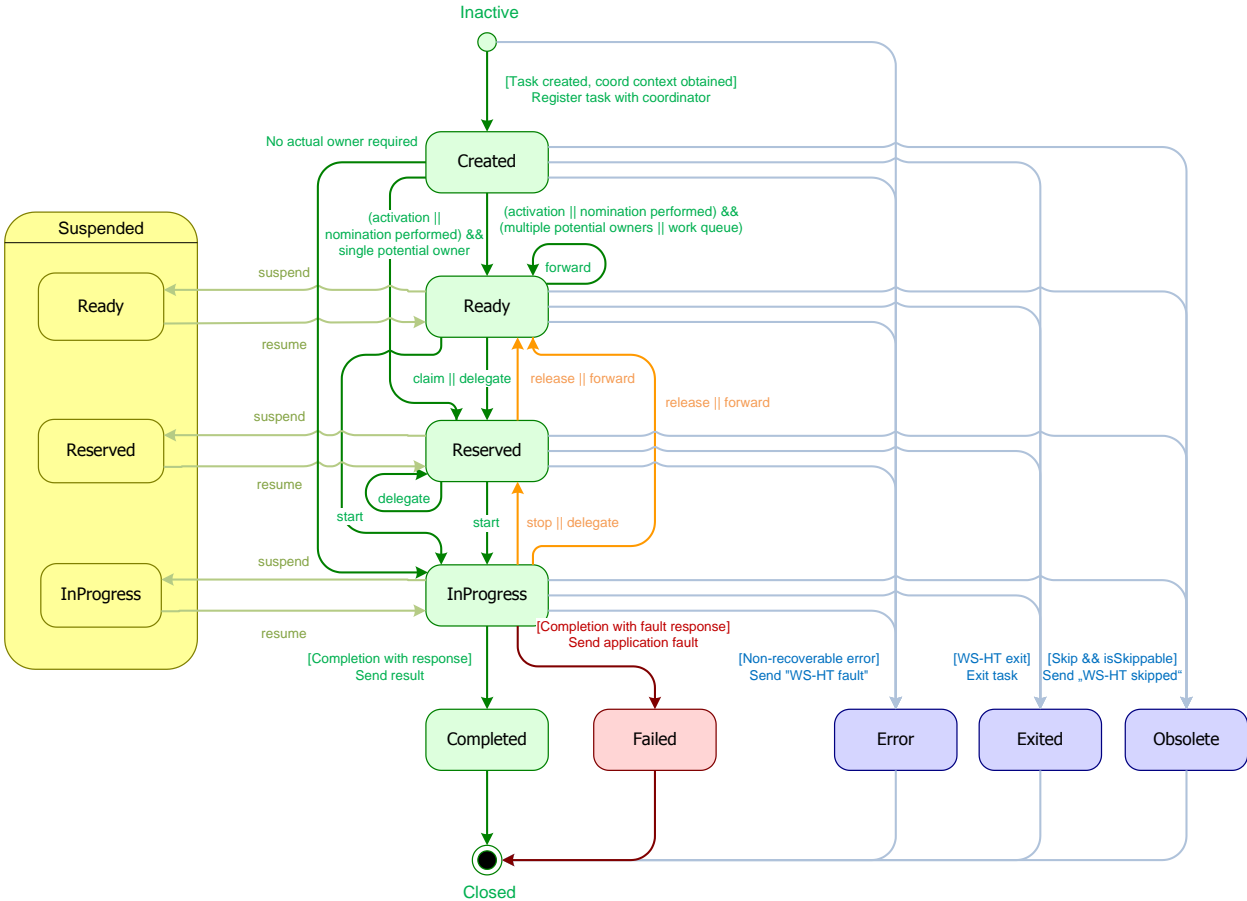 Inactive
[Task created, coord context obtained]
Register task with coordinator
No actual owner required
Created
(activation ||
nomination performed) &&
single potential owner
(activation || nomination performed) &&
(multiple potential owners || work queue)
Suspended
forward
suspend
Ready
Ready
resume
claim || delegate
release || forward
release || forward
suspend
Reserved
Reserved
resume
delegate
start
start
stop || delegate
suspend
InProgress
InProgress
resume
[Completion with fault response]
Send application fault
[Completion with response]
Send result
[Non-recoverable error]
Send "WS-HT fault"
[WS-HT exit]
Exit task
[Skip && isSkippable]
Send „WS-HT skipped“
Completed
Failed
Error
Exited
Obsolete
Closed